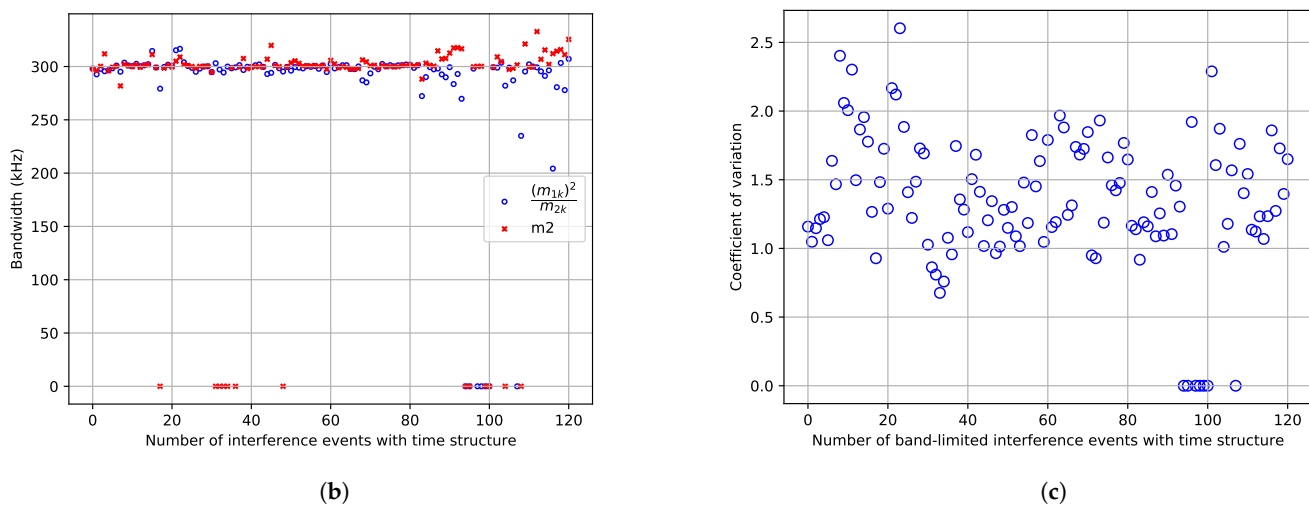 300
250
200
150
100
50
0
Bandwidth (kHz)
(m1k)²
m2k
m2
0 20 40 60 80 100 120
Number of interference events with time structure
(b)
2.5
2.0
1.5
1.0
0.5
0.0
Coefficient of variation
0 20 40 60 80 100 120
Number of band-limited interference events with time structure
(c)